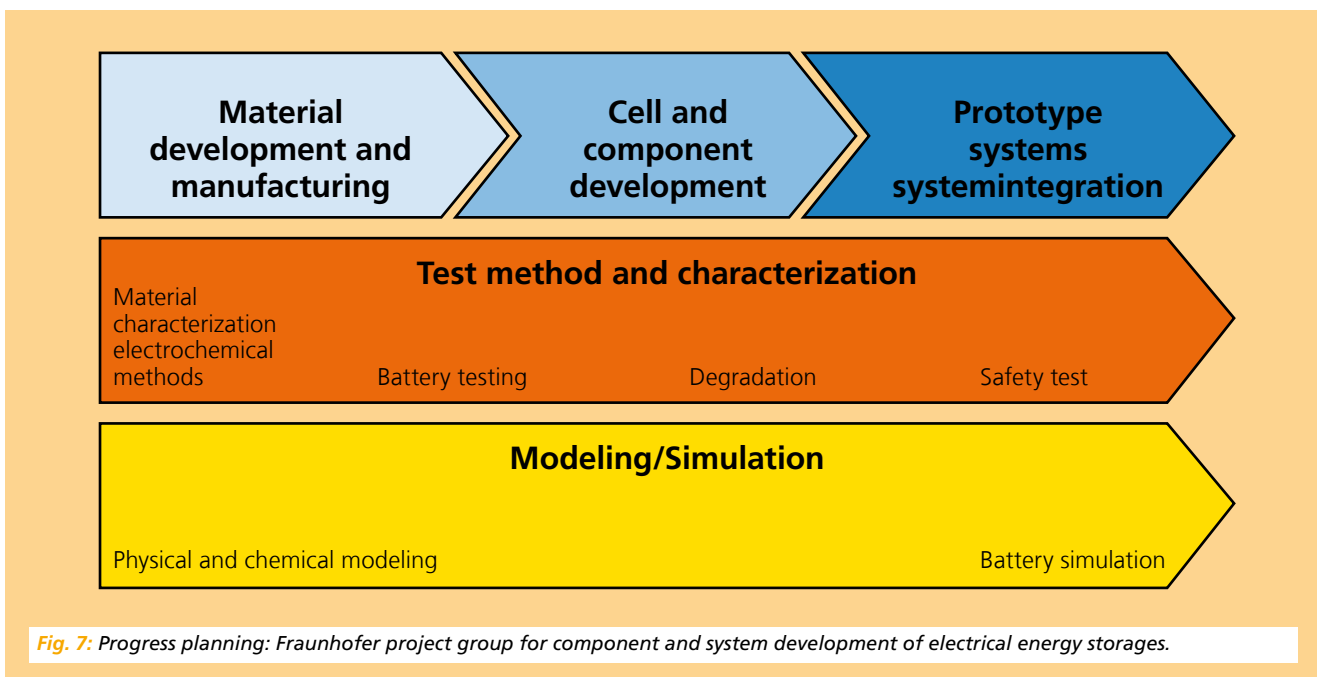 Material
development and
manufacturing
Cell and
component
development
Prototype
systems
systemintegration
Test method and characterization
Material
characterization
electrochemical
methods
Battery testing
Degradation
Safety test
Modeling/Simulation
Physical and chemical modeling
Battery simulation
Fig. 7: Progress planning: Fraunhofer project group for component and system development of electrical energy storages.